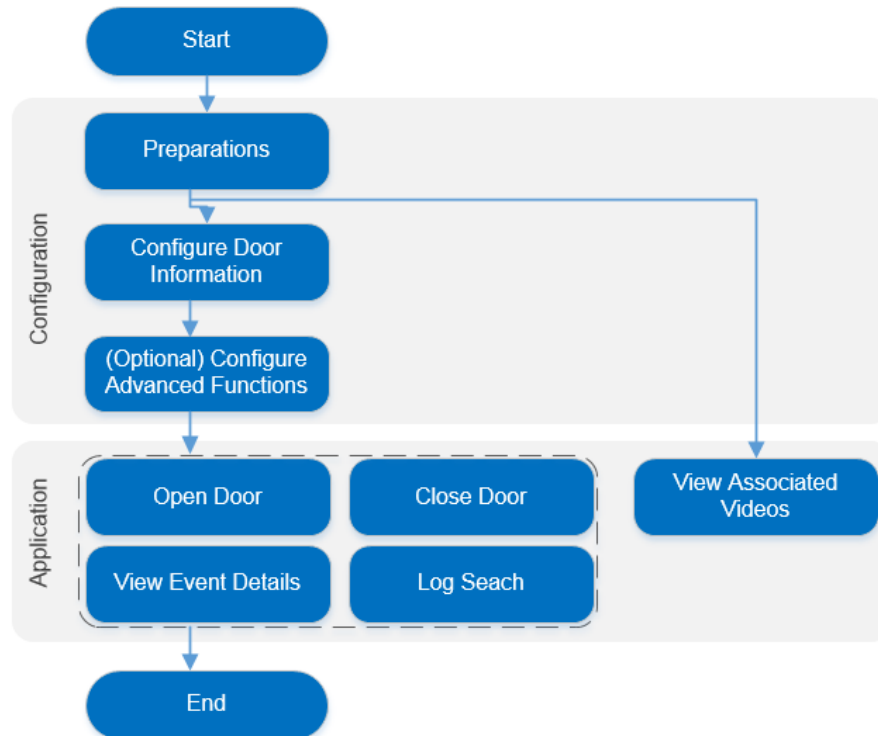 Start
Configuration
Preparations
Configure Door
Information
(Optional) Configure
Advanced Functions
Application
Open Door
Close Door
View Associated
Videos
View Event Details
Log Seach
End